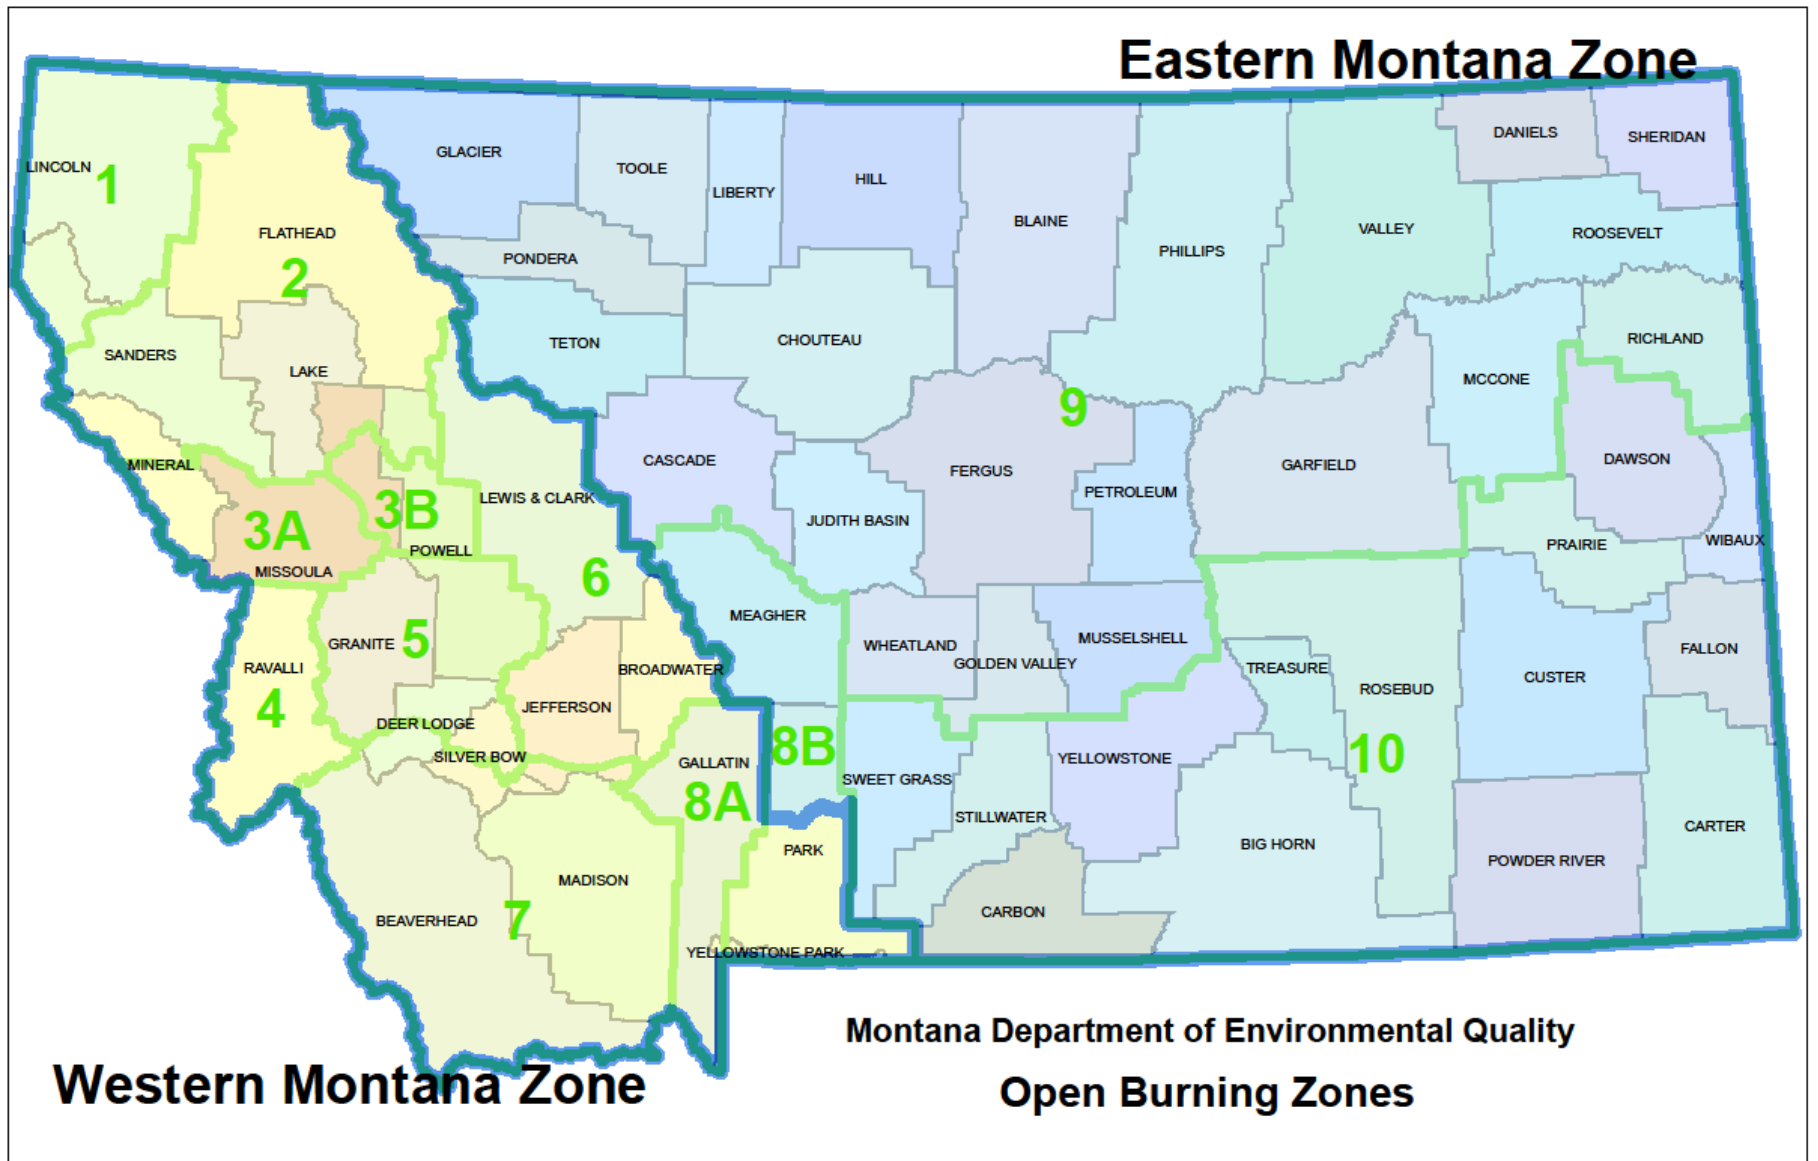 Eastern Montana Zone
LINCOLN
1
FLATHEAD
2
GLACIER
TOOLE
LIBERTY
HILL
BLAINE
PHILLIPS
VALLEY
DANIELS
SHERIDAN
ROOSEVELT
PONDERA
TETON
CHOUTEAU
RICHLAND
MCCONE
SANDERS
LAKE
9
CASCADE
FERGUS
GARFIELD
DAWSON
MINERAL
LEWIS & CLARK
PETROLEUM
JUDITH BASIN
3A
3B
POWELL
MISSOULA
PRAIRIE
WIBAUX
6
MEAGHER
WHEATLAND
GOLDEN VALLEY
MUSSELSHELL
TREASURE
ROSEBUD
CUSTER
FALLON
GRANITE
5
RAVALLI
4
BROADWATER
JEFFERSON
DEER LODGE
SILVER BOW
GALLATIN
8A
8B
SWEET GRASS
YELLOWSTONE
10
STILLWATER
CARTER
PARK
BIG HORN
POWDER RIVER
MADISON
BEAVERHEAD
7
CARBON
YELLOWSTONE PARK
Montana Department of Environmental Quality
Western Montana Zone
Open Burning Zones